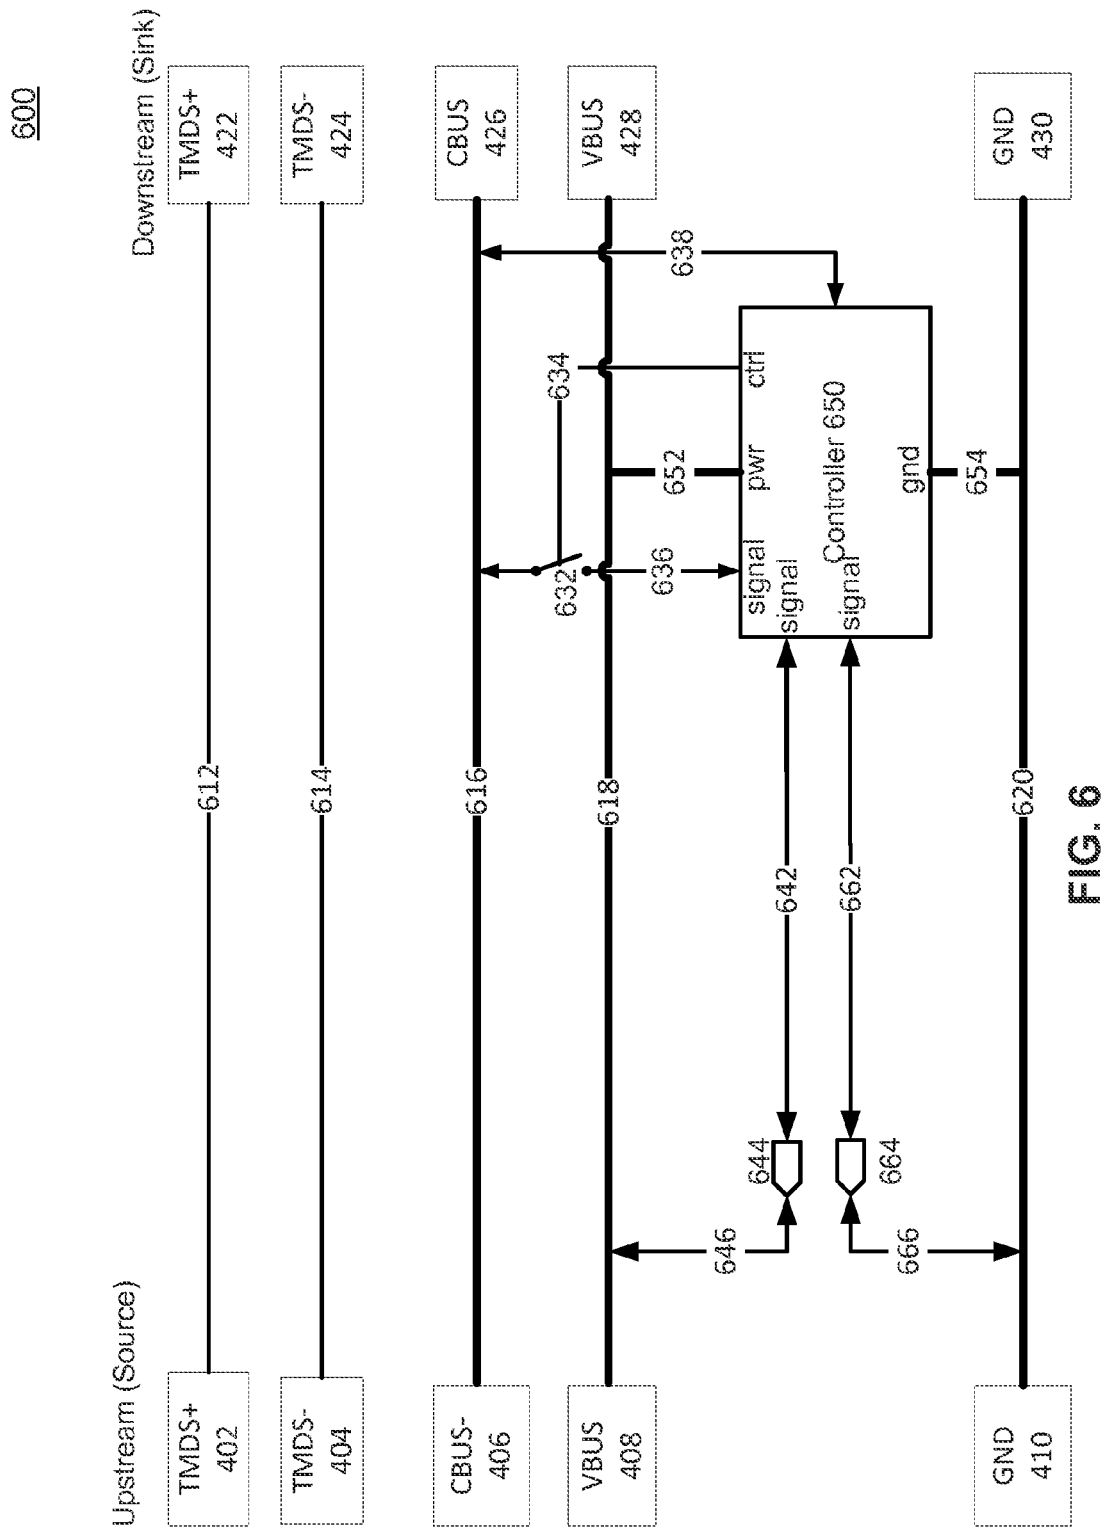 600
Upstream (Source)
Downstream (Sink)
TMDS+
402
612
TMDS+
422
TMDS-
404
614
TMDS-
424
CBUS-
406
616
CBUS
426
634
632
VBUS
408
618
VBUS
428
636
652
638
646
644
642
signal
pwr
ctrl
signal
Controller 650
signal
666
664
662
gnd
654
GND
410
620
GND
430
FIG. 6